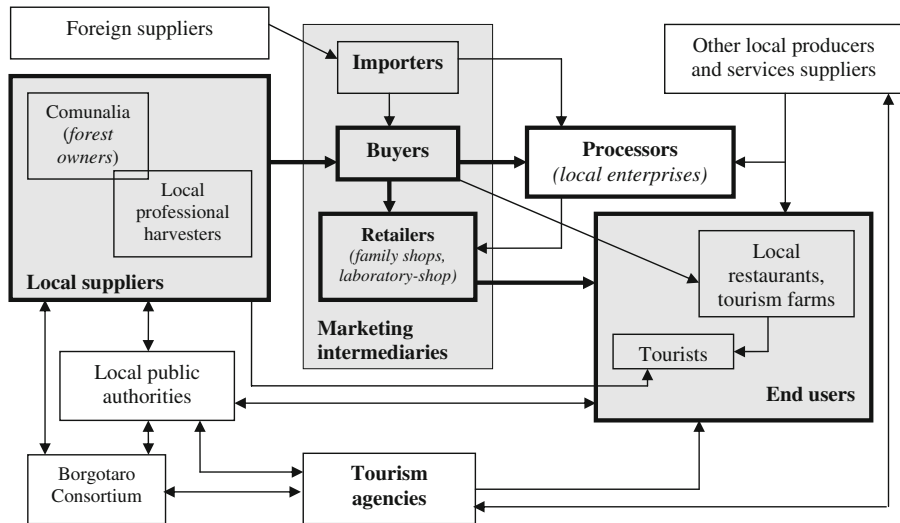 Foreign suppliers
Importers
Other local producers
and services suppliers
Comunalia
(forest
owners)
Local
professional
harvesters
Local suppliers
Buyers
Processors
(local enterprises)
Retailers
(family shops,
laboratory-shop)
Marketing
intermediaries
Local
restaurants,
tourism farms
Tourists
End users
Local public
authorities
Borgotaro
Consortium
Tourism
agencies